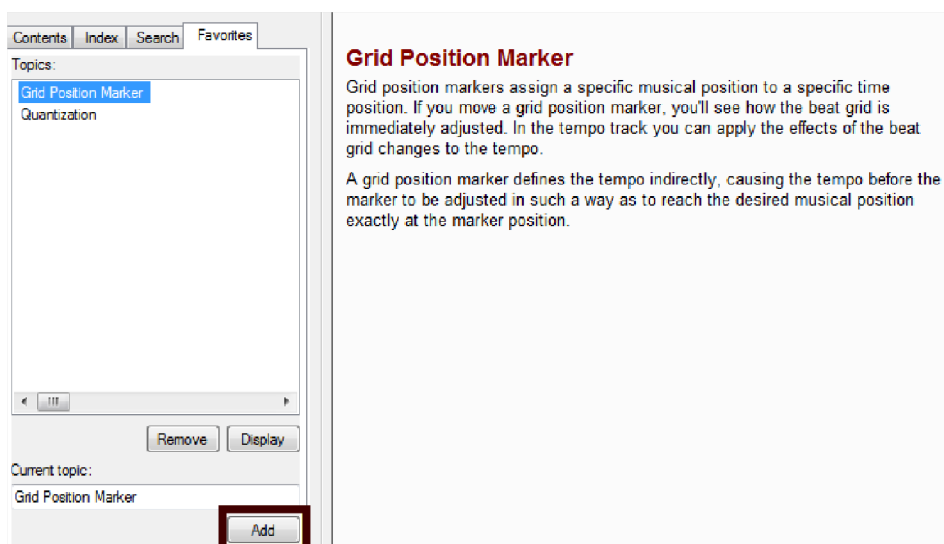 Contents Index Search Favorites
Topics:
Grid Position Marker
Quantization
Remove Display
Current topic:
Grid Position Marker
Add
Grid Position Marker
Grid position markers assign a specific musical position to a specific time
position. If you move a grid position marker, you'll see how the beat grid is
immediately adjusted. In the tempo track you can apply the effects of the beat
grid changes to the tempo.
A grid position marker defines the tempo indirectly, causing the tempo before the
marker to be adjusted in such a way as to reach the desired musical position
exactly at the marker position.